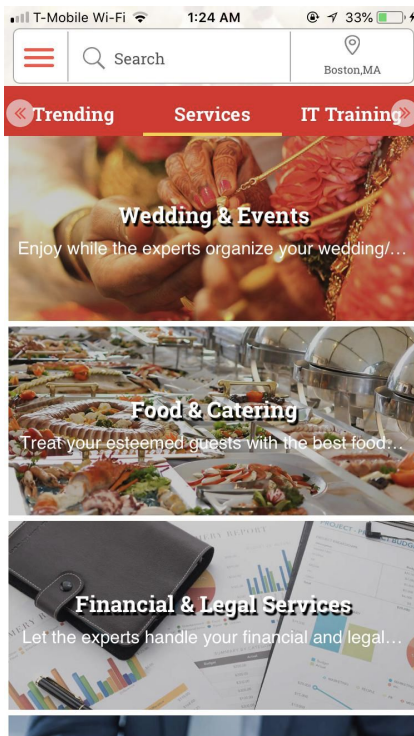 T-Mobile Wi-Fi 1:24 AM 33%
Search
Boston,MA
Trending Services IT Training
Wedding & Events
Enjoy while the experts organize your wedding/...
Food & Catering
Treat your esteemed guests with the best food...
PROJECT - P
Financial & Legal Services
Let the experts handle your financial and legal...